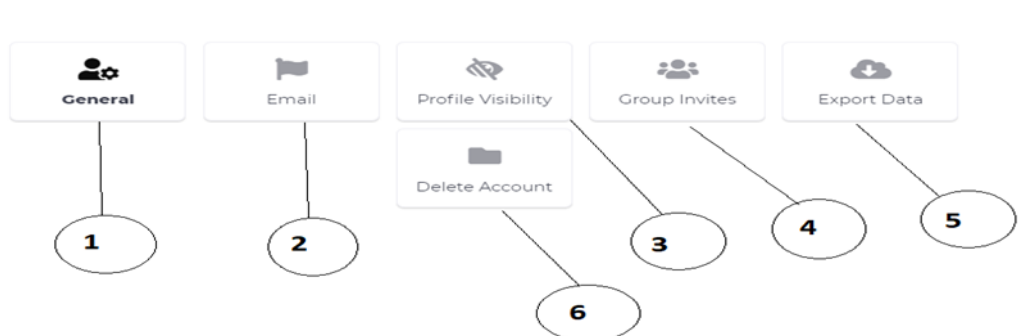 General
Email
Profile Visibility
Group Invites
Export Data
Delete Account
1
2
3
4
5
6